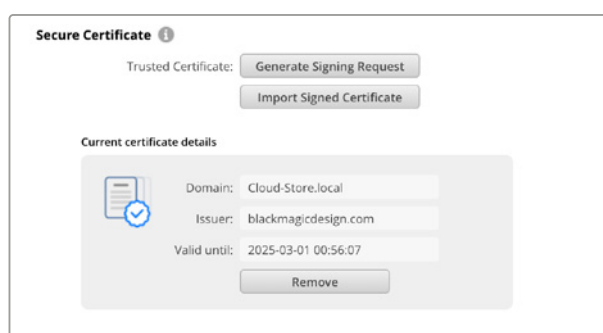 Secure Certificate i
Trusted Certificate: Generate Signing Request
Import Signed Certificate
Current certificate details
Domain: Cloud-Store.local
Issuer: blackmagicdesign.com
Valid until: 2025-03-01 00:56:07
Remove